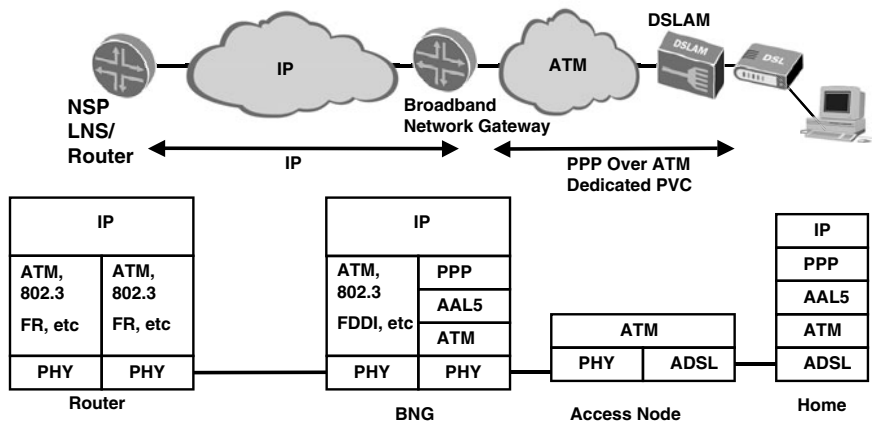 DSLAM
IP
ATM
DSLAM
DSL
NSP
LNS/
Router
Broadband
Network Gateway
IP
PPP Over ATM
Dedicated PVC
IP
ATM,
802.3
FR, etc
ATM,
802.3
FR, etc
PHY
PHY
Router
IP
ATM,
802.3
FDDI, etc
PPP
AAL5
ATM
PHY
PHY
BNG
ATM
PHY
ADSL
Access Node
IP
PPP
AAL5
ATM
ADSL
Home